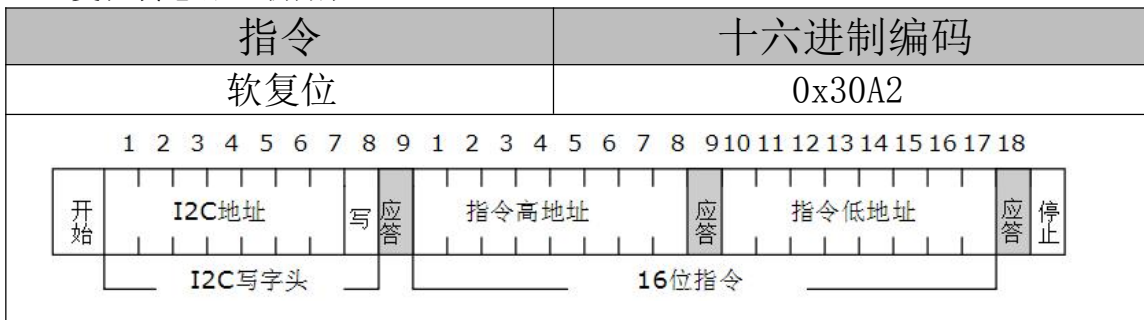 指令 十六进制编码
软复位 0x30A2
1 2 3 4 5 6 7 8 9 1 2 3 4 5 6 7 8 9 10 11 12 13 14 15 16 17 18
开始 I2C地址 写 应答 指令高地址 应答 指令低地址 应答 停止
I2C写字头 16位指令